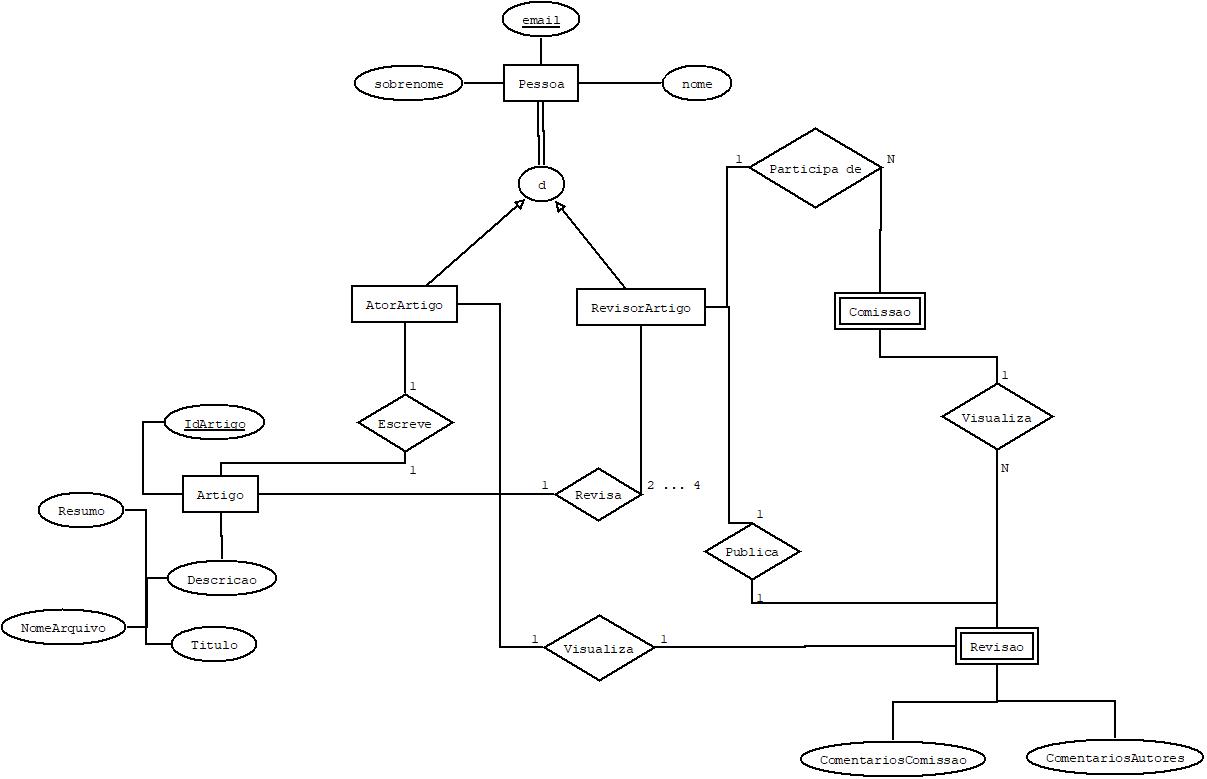 email
sobrenome
Pessoa
nome
d
1
Participa de
N
AtorArtigo
RevisorArtigo
Comissao
1
1
Escreve
Visualiza
IdArtigo
1
N
Artigo
1
Revisa
2 ... 4
Resumo
1
Publica
Descricao
1
NomeArquivo
Titulo
1
Visualiza
1
Revisao
ComentariosComissao
ComentariosAutores